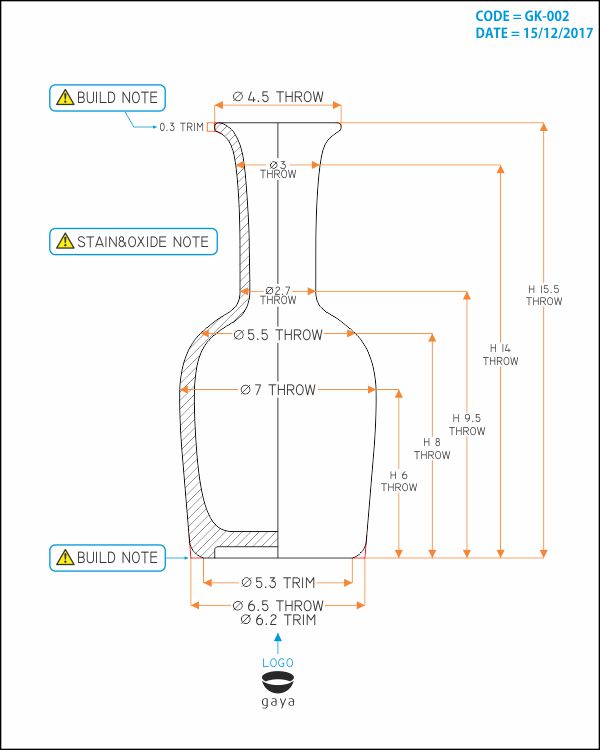 CODE = GK-002
DATE = 15/12/2017
BUILD NOTE
Ø 4.5 THROW
0.3 TRIM
Ø3
THROW
STAIN&OXIDE NOTE
Ø2.7
THROW
H 15.5
THROW
Ø 5.5 THROW
H 14
THROW
Ø 7 THROW
H 9.5
THROW
H 8
THROW
H 6
THROW
BUILD NOTE
Ø 5.3 TRIM
Ø 6.5 THROW
Ø 6.2 TRIM
LOGO
gaya